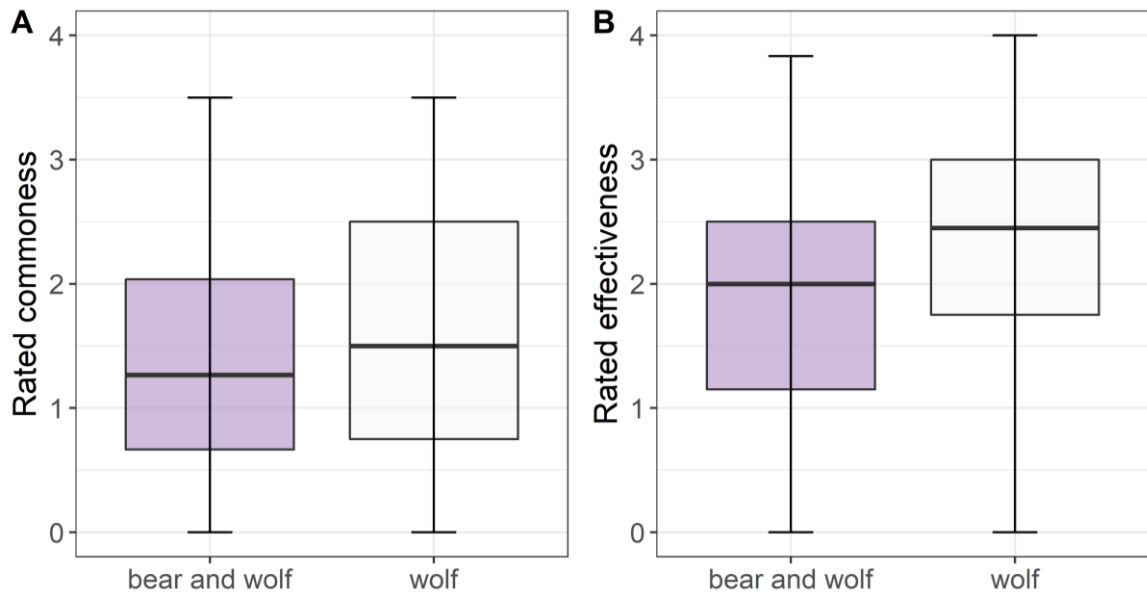 A
Rated commoness
4
3
2
1
0
bear and wolf
wolf
B
Rated effectiveness
4
3
2
1
0
bear and wolf
wolf